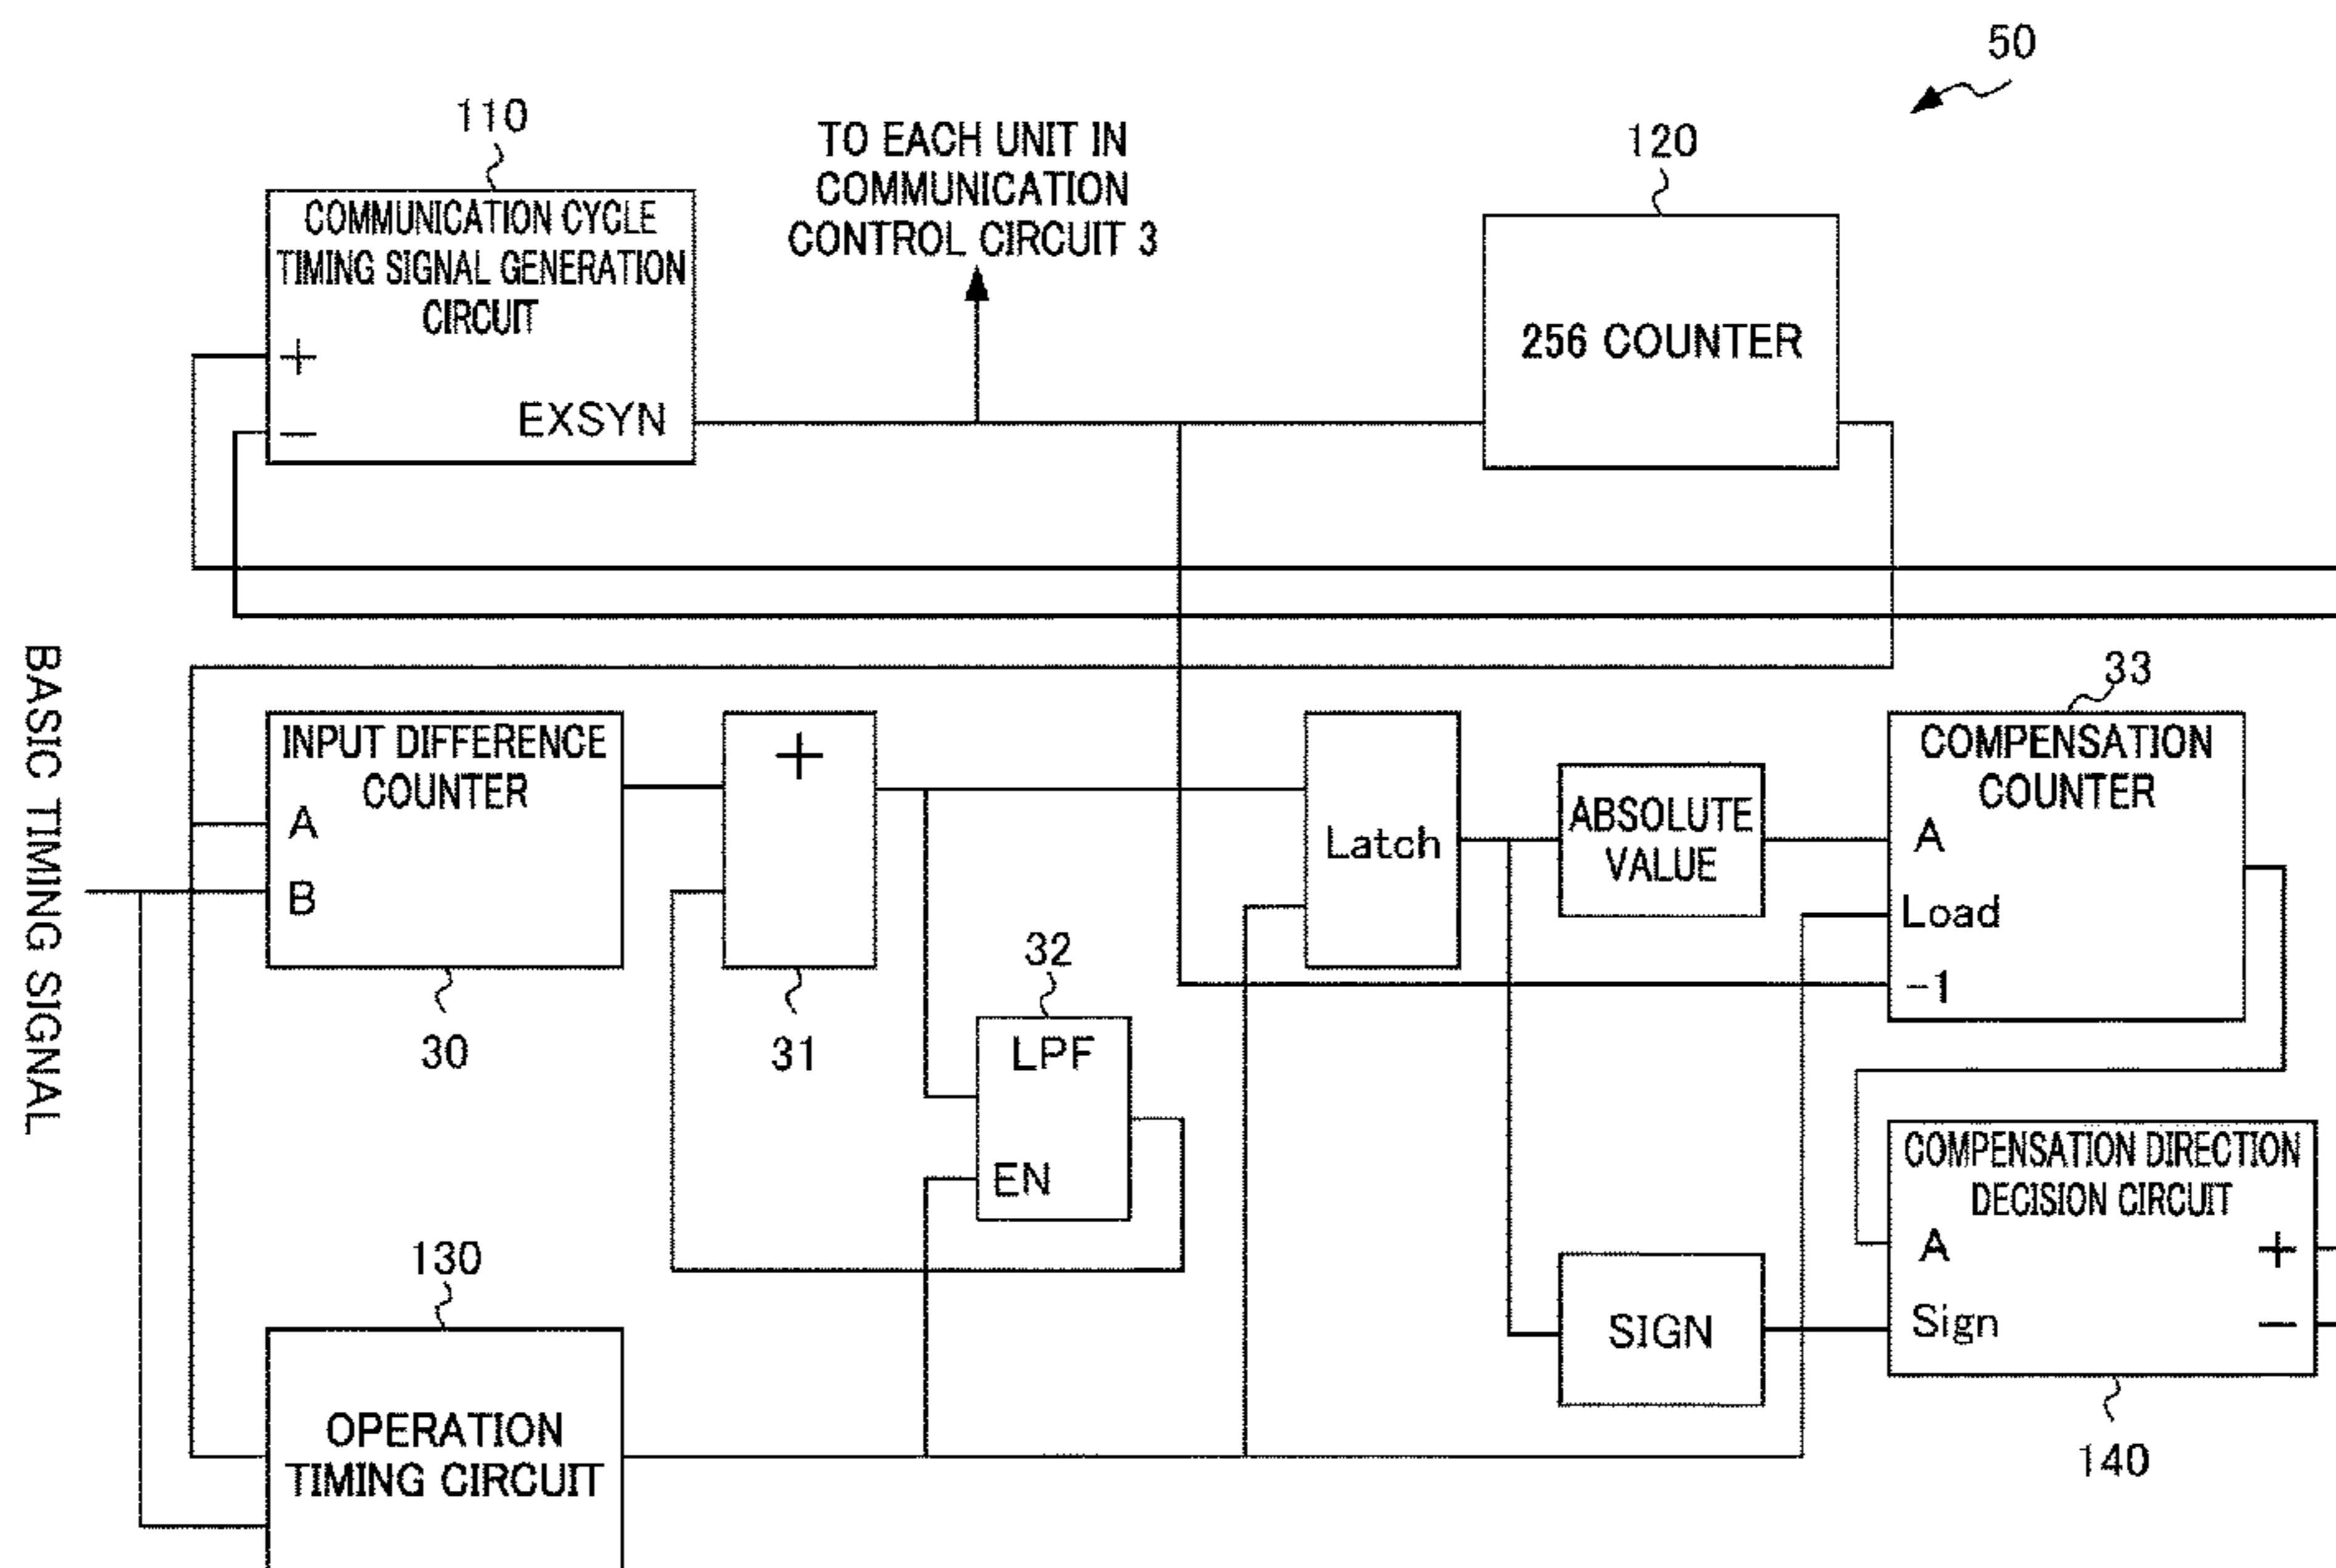 50
110
TO EACH UNIT IN
COMMUNICATION
CONTROL CIRCUIT 3
120
COMMUNICATION CYCLE
TIMING SIGNAL GENERATION
CIRCUIT
+
−
EXSYN
256 COUNTER
BASIC TIMING SIGNAL
INPUT DIFFERENCE
COUNTER
A
B
30
+
31
32
LPF
EN
Latch
ABSOLUTE
VALUE
33
COMPENSATION
COUNTER
A
Load
-1
130
OPERATION
TIMING CIRCUIT
SIGN
COMPENSATION DIRECTION
DECISION CIRCUIT
A
Sign
+
−
140